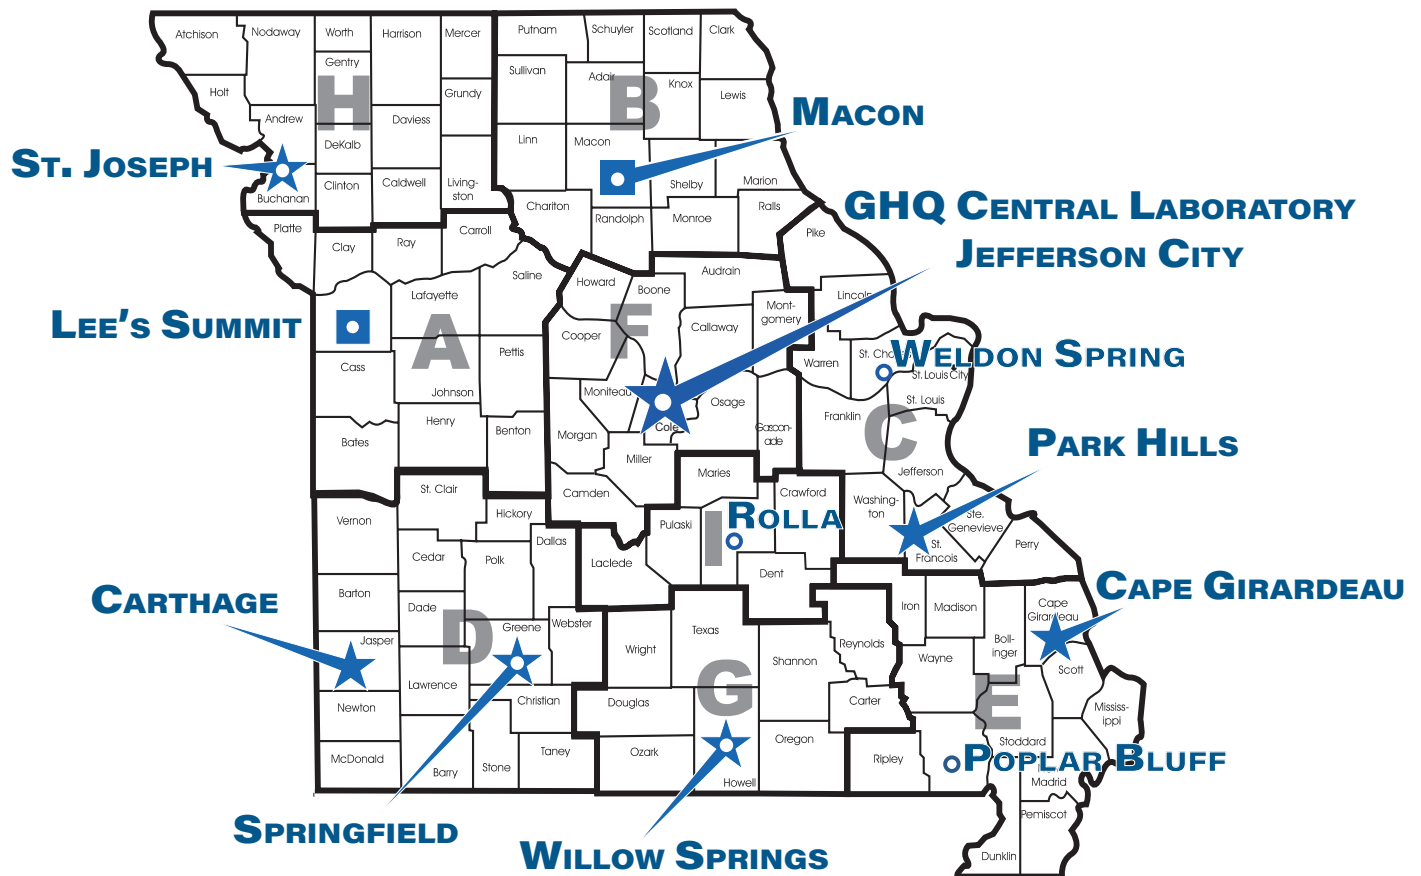 Atchison
Nodaway
Worth
Harrison
Mercer
Putnam
Schuyler
Scotland
Clark
Gentry
Sullivan
Adair
Knox
Lewis
Holt
H
Grundy
B
Andrew
Daviess
MACON
DeKalb
Linn
Macon
ST. JOSEPH
Clinton
Caldwell
Living-
ston
Shelby
Marion
Buchanan
Chariton
Randolph
Monroe
Ralls
GHQ CENTRAL LABORATORY
JEFFERSON CITY
Platte
Clay
Ray
Carroll
Pike
Saline
Howard
Boone
Audrain
Lafayette
Lincoln
Mont-
gomery
LEE'S SUMMIT
A
F
Cooper
Callaway
Pettis
Warren
St. Charles
WELDON SPRING
St. Louis City
Cass
Johnson
Moniteau
Osage
St. Louis
Henry
Benton
Cole
Gascon-
ade
Franklin
C
Bates
Morgan
Miller
Jefferson
PARK HILLS
Maries
St. Clair
Camden
Crawford
Washing-
ton
Vernon
Hickory
Pulaski
I
ROLLA
Ste.
Genevieve
Dallas
St.
Francois
Perry
Cedar
Polk
Laclede
Dent
CARTHAGE
Barton
Dade
D
Greene
Webster
Texas
Iron
Madison
Cape
Girardeau
CAPE GIRARDEAU
Jasper
Wright
Reynolds
Boll-
inger
Shannon
Wayne
Scott
Lawrence
G
Newton
Christian
Douglas
Carter
E
Mississ-
ippi
McDonald
Barry
Stone
Taney
Ozark
Oregon
Ripley
Stoddard
POPLAR BLUFF
Howell
Madrid
Pemiscot
SPRINGFIELD
WILLOW SPRINGS
Dunklin